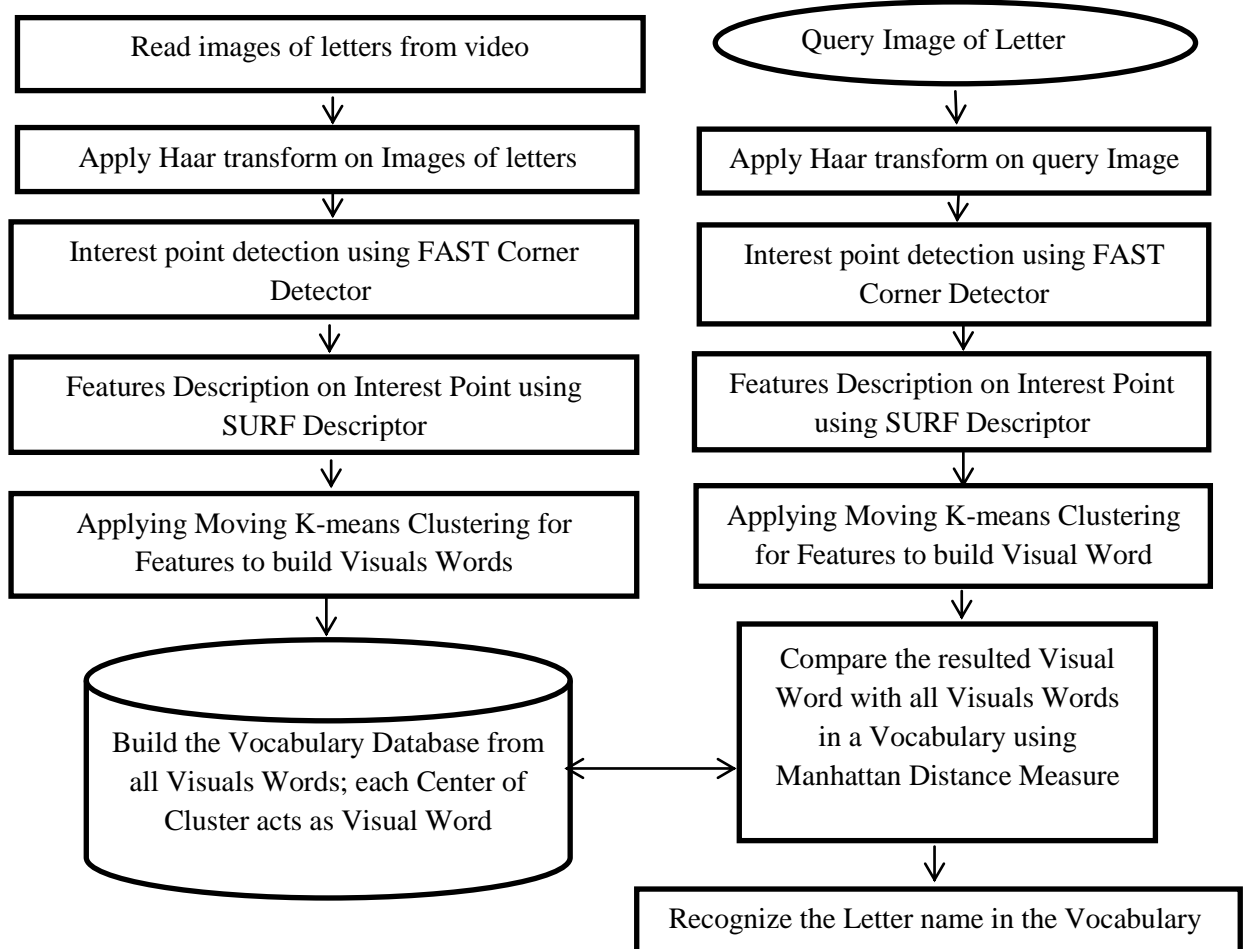 Read images of letters from video
Apply Haar transform on Images of letters
Interest point detection using FAST Corner
Detector
Features Description on Interest Point using
SURF Descriptor
Applying Moving K-means Clustering for
Features to build Visuals Words
Build the Vocabulary Database from
all Visuals Words; each Center of
Cluster acts as Visual Word
Query Image of Letter
Apply Haar transform on query Image
Interest point detection using FAST
Corner Detector
Features Description on Interest Point
using SURF Descriptor
Applying Moving K-means Clustering
for Features to build Visual Word
Compare the resulted Visual
Word with all Visuals Words
in a Vocabulary using
Manhattan Distance Measure
Recognize the Letter name in the Vocabulary